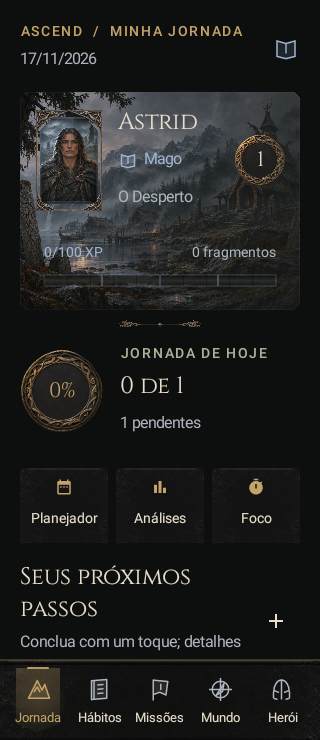 ASCEND / MINHA JORNADA
17/11/2026
Astrid
Mago
1
O Desperto
0/100 XP
0 fragmentos
JORNADA DE HOJE
0%
0 de 1
1 pendentes
Planejador
Análises
Foco
Seus próximos
passos
Conclua com um toque; detalhes
Jornada
Hábitos
Missões
Mundo
Herói